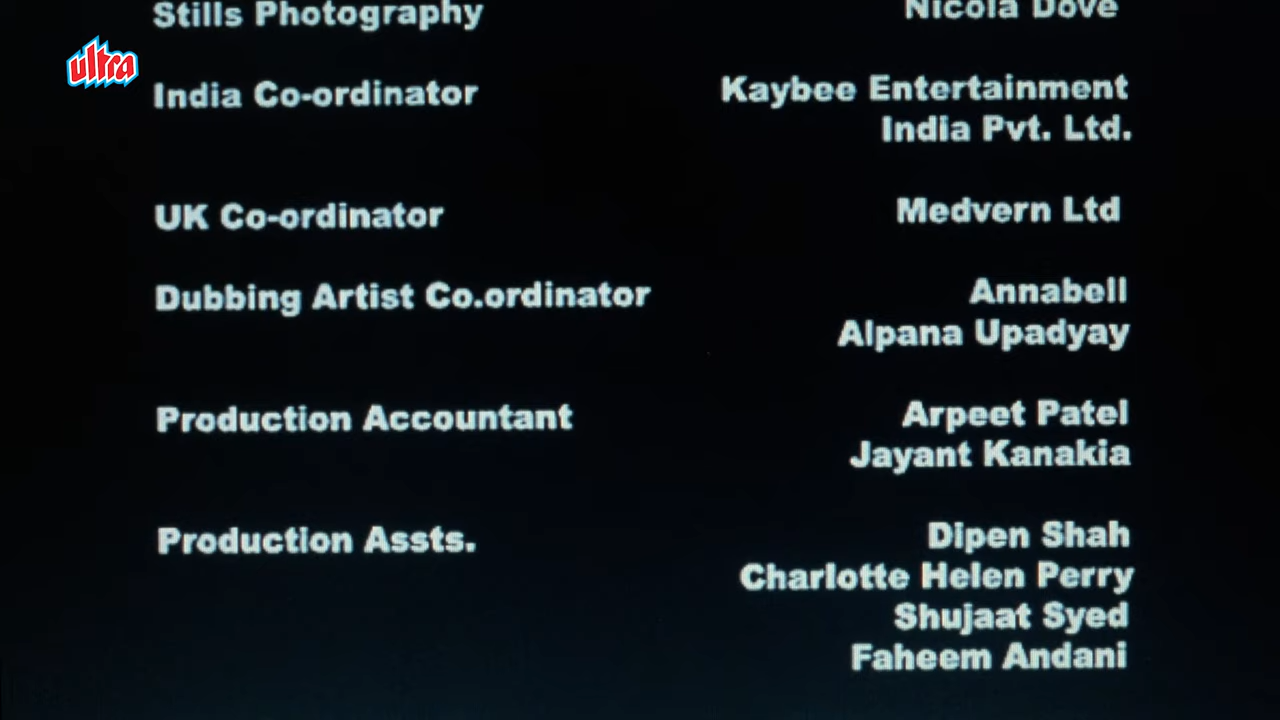 Stills Photography Nicola Dove
ultra
India Co-ordinator Kaybee Entertainment
India Pvt. Ltd.
UK Co-ordinator Medvern Ltd
Dubbing Artist Co.ordinator Annabell
Alpana Upadyay
Production Accountant Arpeet Patel
Jayant Kanakia
Production Assts. Dipen Shah
Charlotte Helen Perry
Shujaat Syed
Faheem Andani